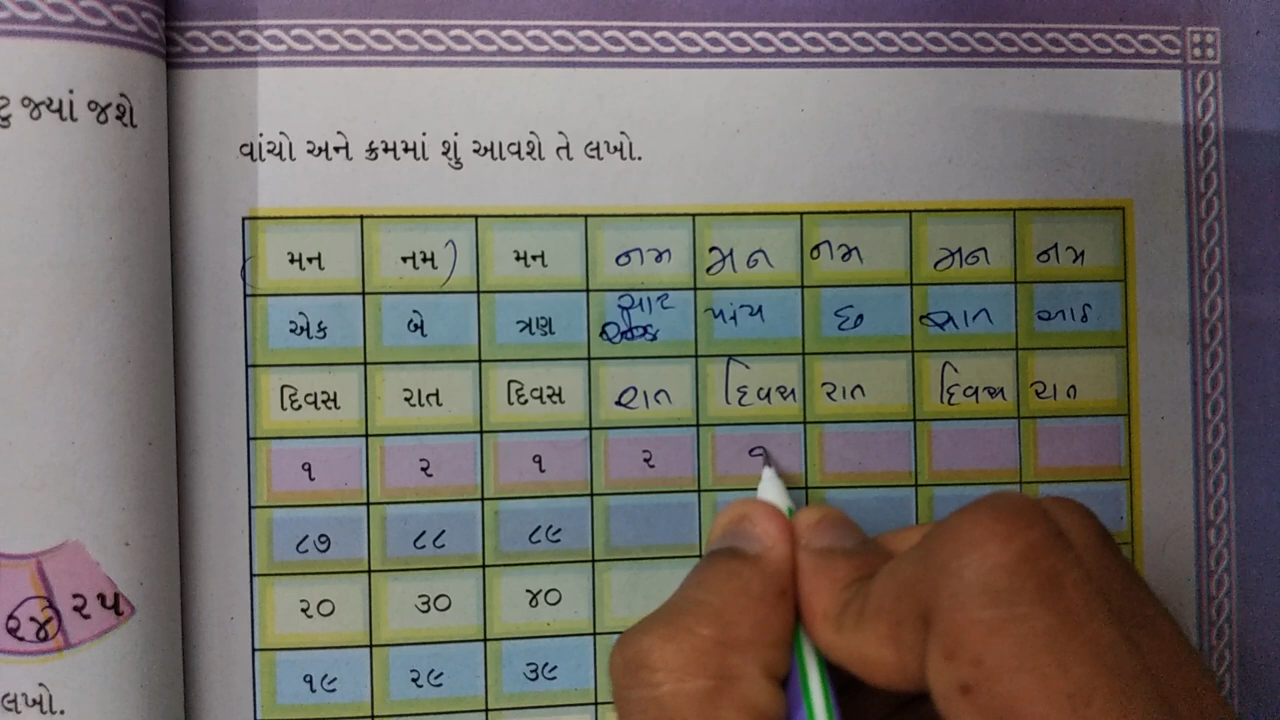 જ્યાં જશે
વાંચો અને ક્રમમાં શું આવશે તે લખો.
મન નમ) મન નમ મન નમ મન નમ
એક બે ત્રણ ચાર પાંચ છ સાત આઠ
દિવસ રાત દિવસ રાત દિવસ રાત દિવસ રાત
૧ ૨ ૧ ૨ ૧
૮૭ ૮૮ ૮૯
૨૦ ૩૦ ૪૦
૨૪ ૨૫
૧૯ ૨૯ ૩૯
લખો.